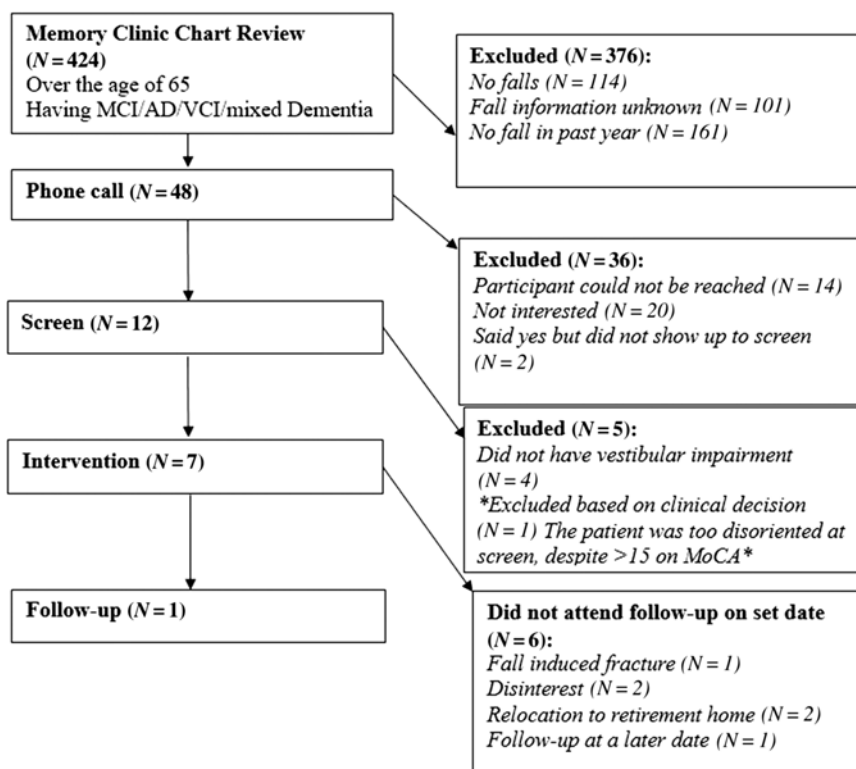 Memory Clinic Chart Review
(N = 424)
Over the age of 65
Having MCI/AD/VCI/mixed Dementia
Excluded (N = 376):
No falls (N = 114)
Fall information unknown (N = 101)
No fall in past year (N = 161)
Phone call (N = 48)
Excluded (N = 36):
Participant could not be reached (N = 14)
Not interested (N = 20)
Said yes but did not show up to screen
(N = 2)
Screen (N = 12)
Excluded (N = 5):
Did not have vestibular impairment
(N = 4)
*Excluded based on clinical decision
(N = 1) The patient was too disoriented at
screen, despite >15 on MoCA*
Intervention (N = 7)
Did not attend follow-up on set date
(N = 6):
Fall induced fracture (N = 1)
Disinterest (N = 2)
Relocation to retirement home (N = 2)
Follow-up at a later date (N = 1)
Follow-up (N = 1)